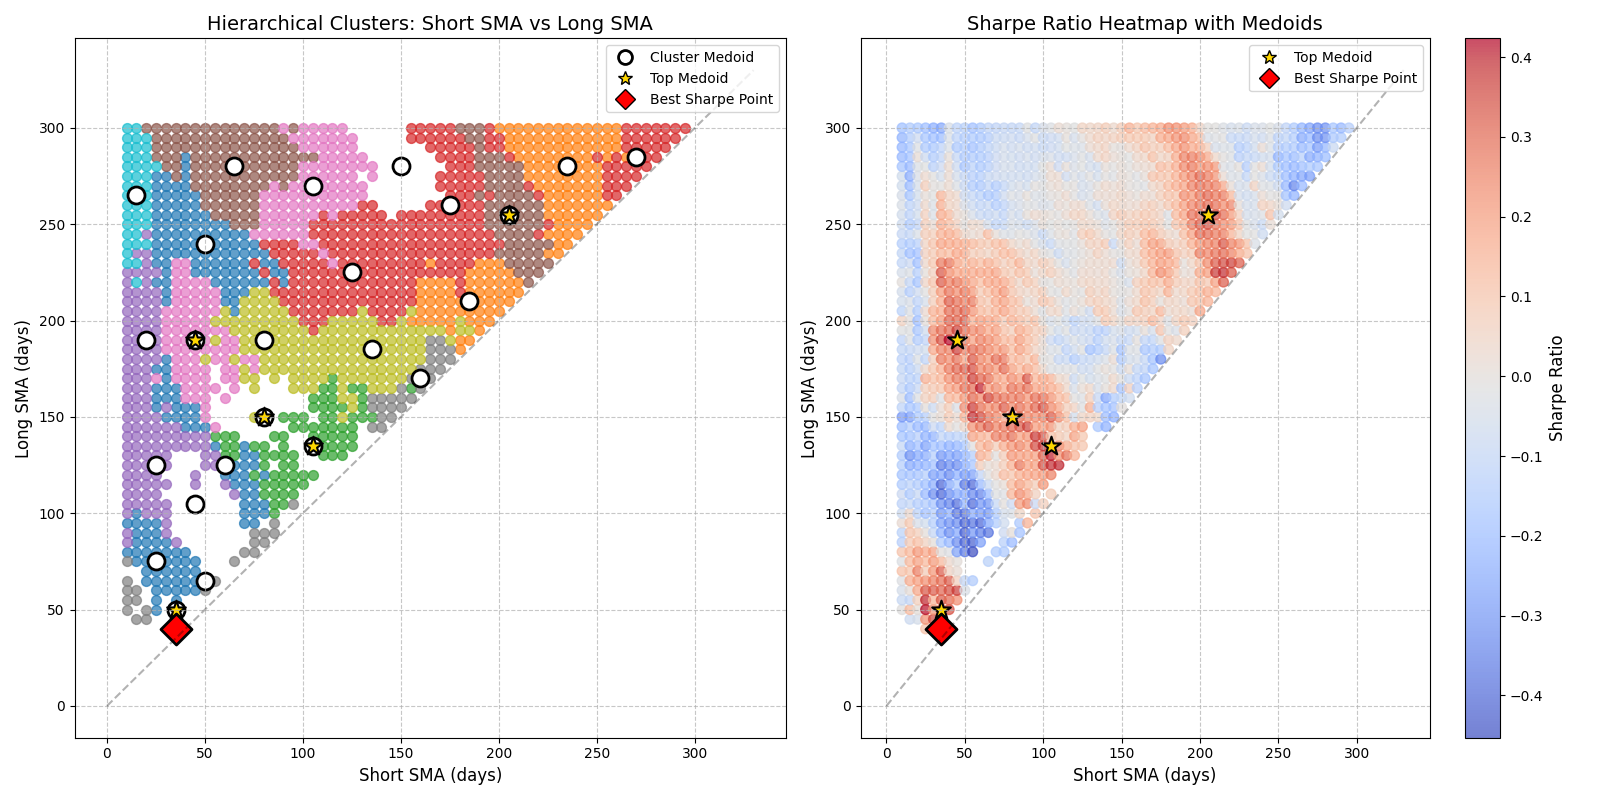 Hierarchical Clusters: Short SMA vs Long SMA
Cluster Medoid
Top Medoid
Best Sharpe Point
Long SMA (days)
300
250
200
150
100
50
0
0 50 100 150 200 250 300
Short SMA (days)
Sharpe Ratio Heatmap with Medoids
Top Medoid
Best Sharpe Point
Long SMA (days)
300
250
200
150
100
50
0
0 50 100 150 200 250 300
Short SMA (days)
0.4
0.3
0.2
0.1
0.0
−0.1
−0.2
−0.3
−0.4
Sharpe Ratio